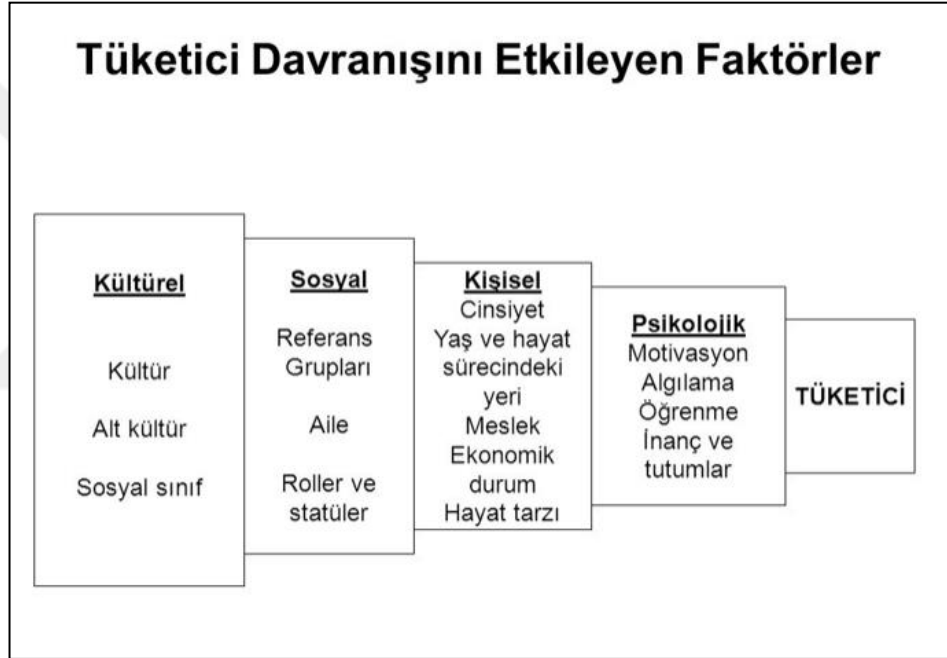 Tüketici Davranışını Etkileyen Faktörler
Kültürel
Kültür
Alt kültür
Sosyal sınıf
Sosyal
Referans
Grupları
Aile
Roller ve
statüler
Kişisel
Cinsiyet
Yaş ve hayat
sürecindeki
yeri
Meslek
Ekonomik
durum
Hayat tarzı
Psikolojik
Motivasyon
Algılama
Öğrenme
İnanç ve
tutumlar
TÜKETİCİ